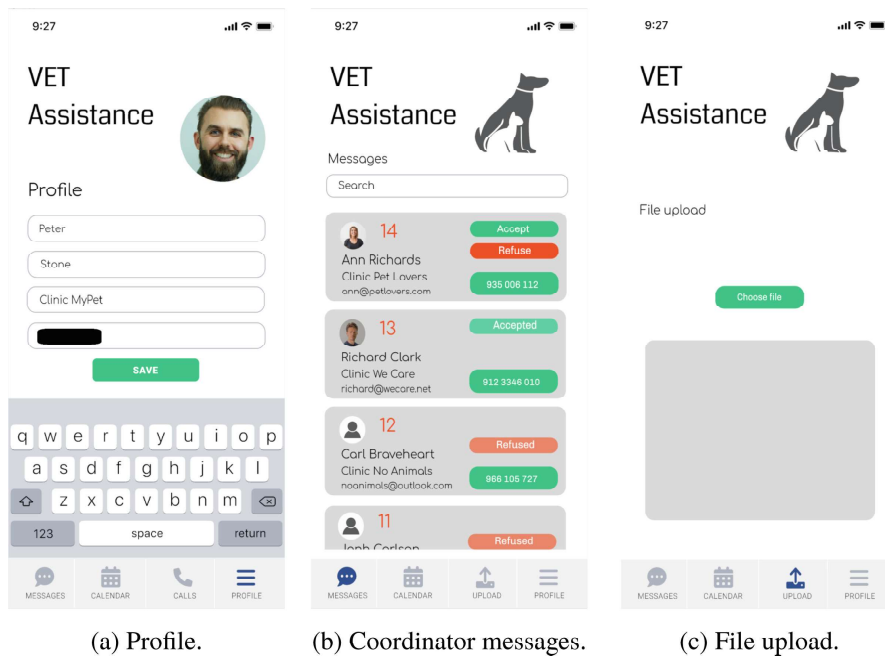 9:27
VET
Assistance
Profile
Peter
Stone
Clinic MyPet
SAVE
q w e r t y u i o p
a s d f g h j k l
z x c v b n m
123 space return
MESSAGES CALENDAR CALLS PROFILE
(a) Profile.
9:27
VET
Assistance
Messages
Search
14
Accept
Refuse
Ann Richards
Clinic Pet Lovers
ann@petlovers.com
935 006 112
13
Accepted
Richard Clark
Clinic We Care
richard@wecare.net
912 3346 010
12
Refused
Carl Braveheart
Clinic No Animals
noanimals@outlook.com
966 105 727
11
Refused
Carlson
MESSAGES CALENDAR UPLOAD PROFILE
(b) Coordinator messages.
9:27
VET
Assistance
File upload
Choose file
MESSAGES CALENDAR UPLOAD PROFILE
(c) File upload.